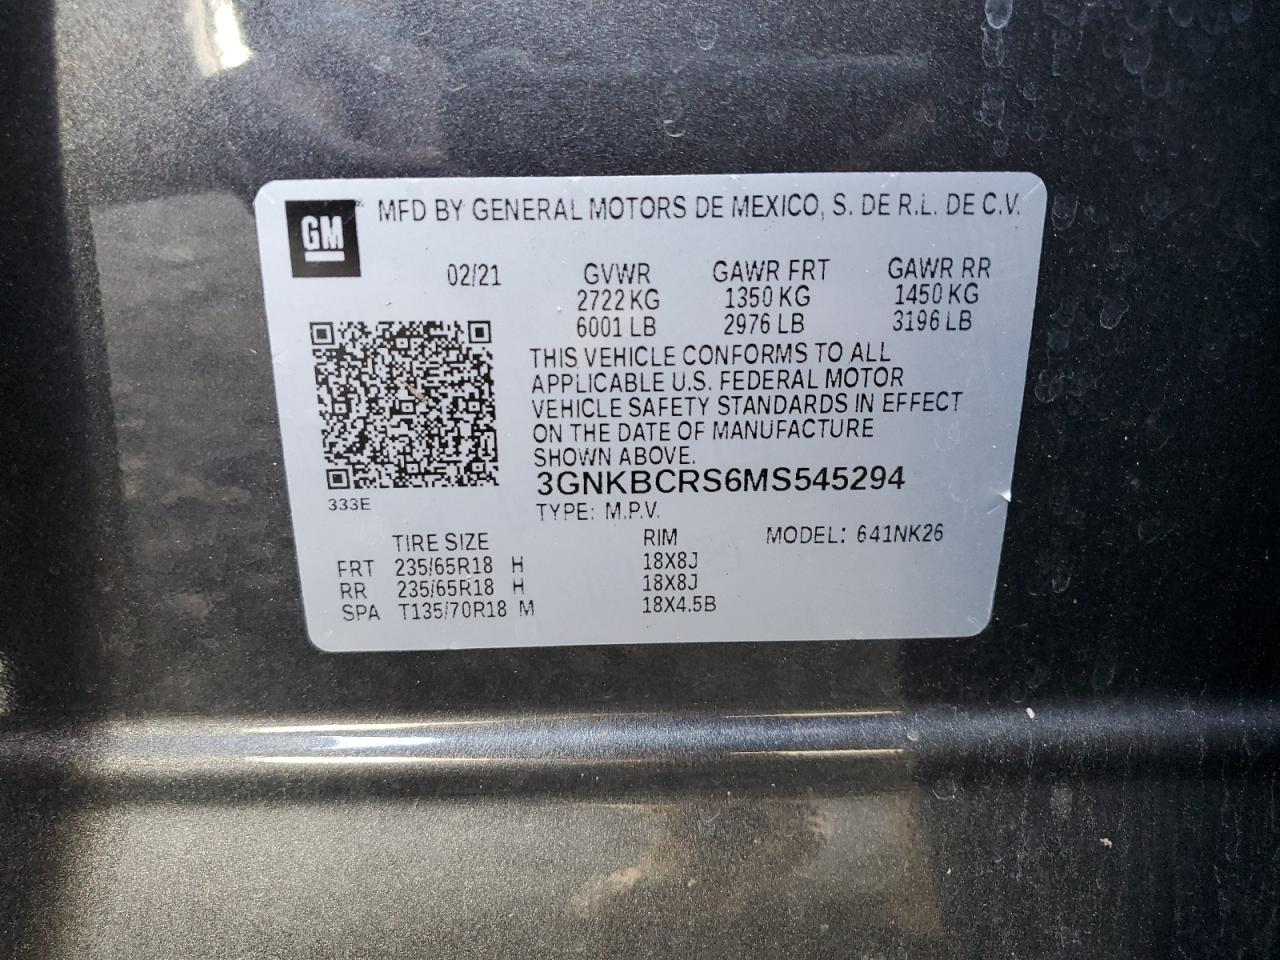 GM
MFD BY GENERAL MOTORS DE MEXICO, S. DE R.L. DE C.V.
02/21 GVWR GAWR FRT GAWR RR
2722 KG 1350 KG 1450 KG
6001 LB 2976 LB 3196 LB
THIS VEHICLE CONFORMS TO ALL
APPLICABLE U.S. FEDERAL MOTOR
VEHICLE SAFETY STANDARDS IN EFFECT
ON THE DATE OF MANUFACTURE
SHOWN ABOVE.
3GNKBCRS6MS545294
333E
TYPE: M.P.V.
TIRE SIZE RIM MODEL: 641NK26
FRT 235/65R18 H 18X8J
RR 235/65R18 H 18X8J
SPA T135/70R18 M 18X4.5B